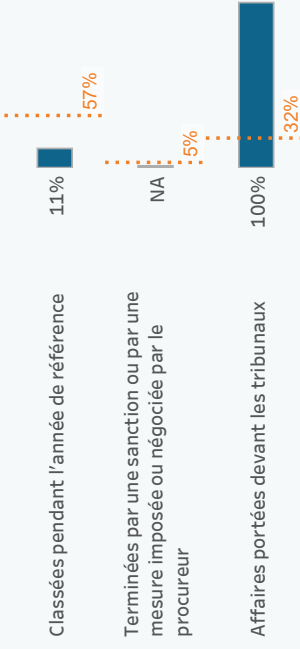 57%
11%
Classées pendant l'année de référence
5%
NA
Terminées par une sanction ou par une
mesure imposée ou négociée par le
procureur
32%
100%
Affaires portées devant les tribunaux